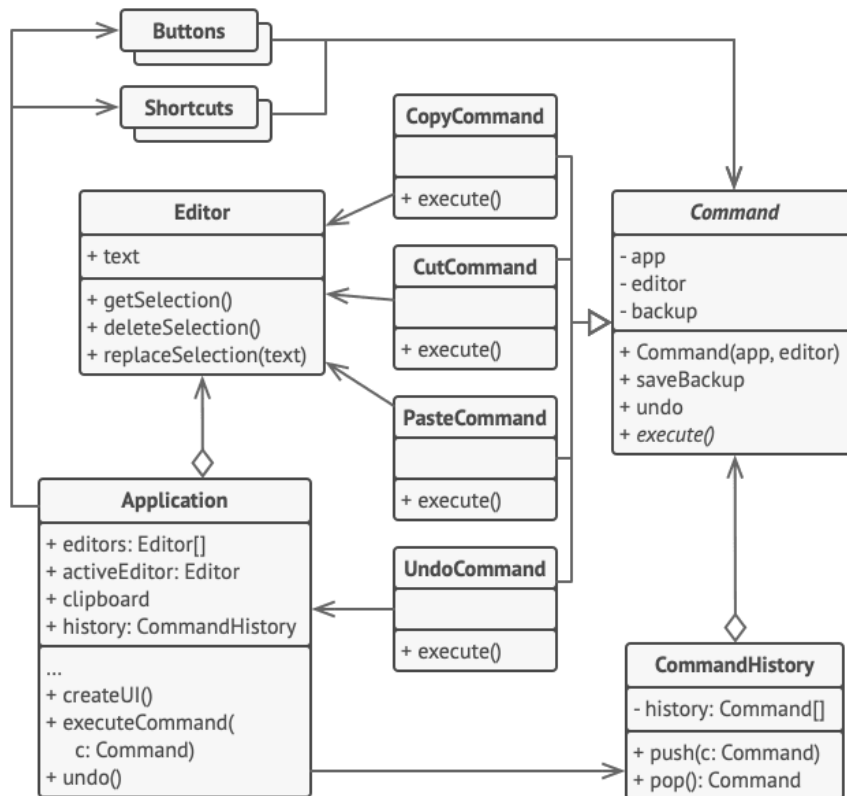 Buttons
Shortcuts
CopyCommand
+ execute()
Editor
+ text
+ getSelection()
+ deleteSelection()
+ replaceSelection(text)
CutCommand
+ execute()
Command
- app
- editor
- backup
+ Command(app, editor)
+ saveBackup
+ undo
+ execute()
PasteCommand
+ execute()
Application
+ editors: Editor[]
+ activeEditor: Editor
+ clipboard
+ history: CommandHistory
...
+ createUI()
+ executeCommand(
c: Command)
+ undo()
UndoCommand
+ execute()
CommandHistory
- history: Command[]
+ push(c: Command)
+ pop(): Command